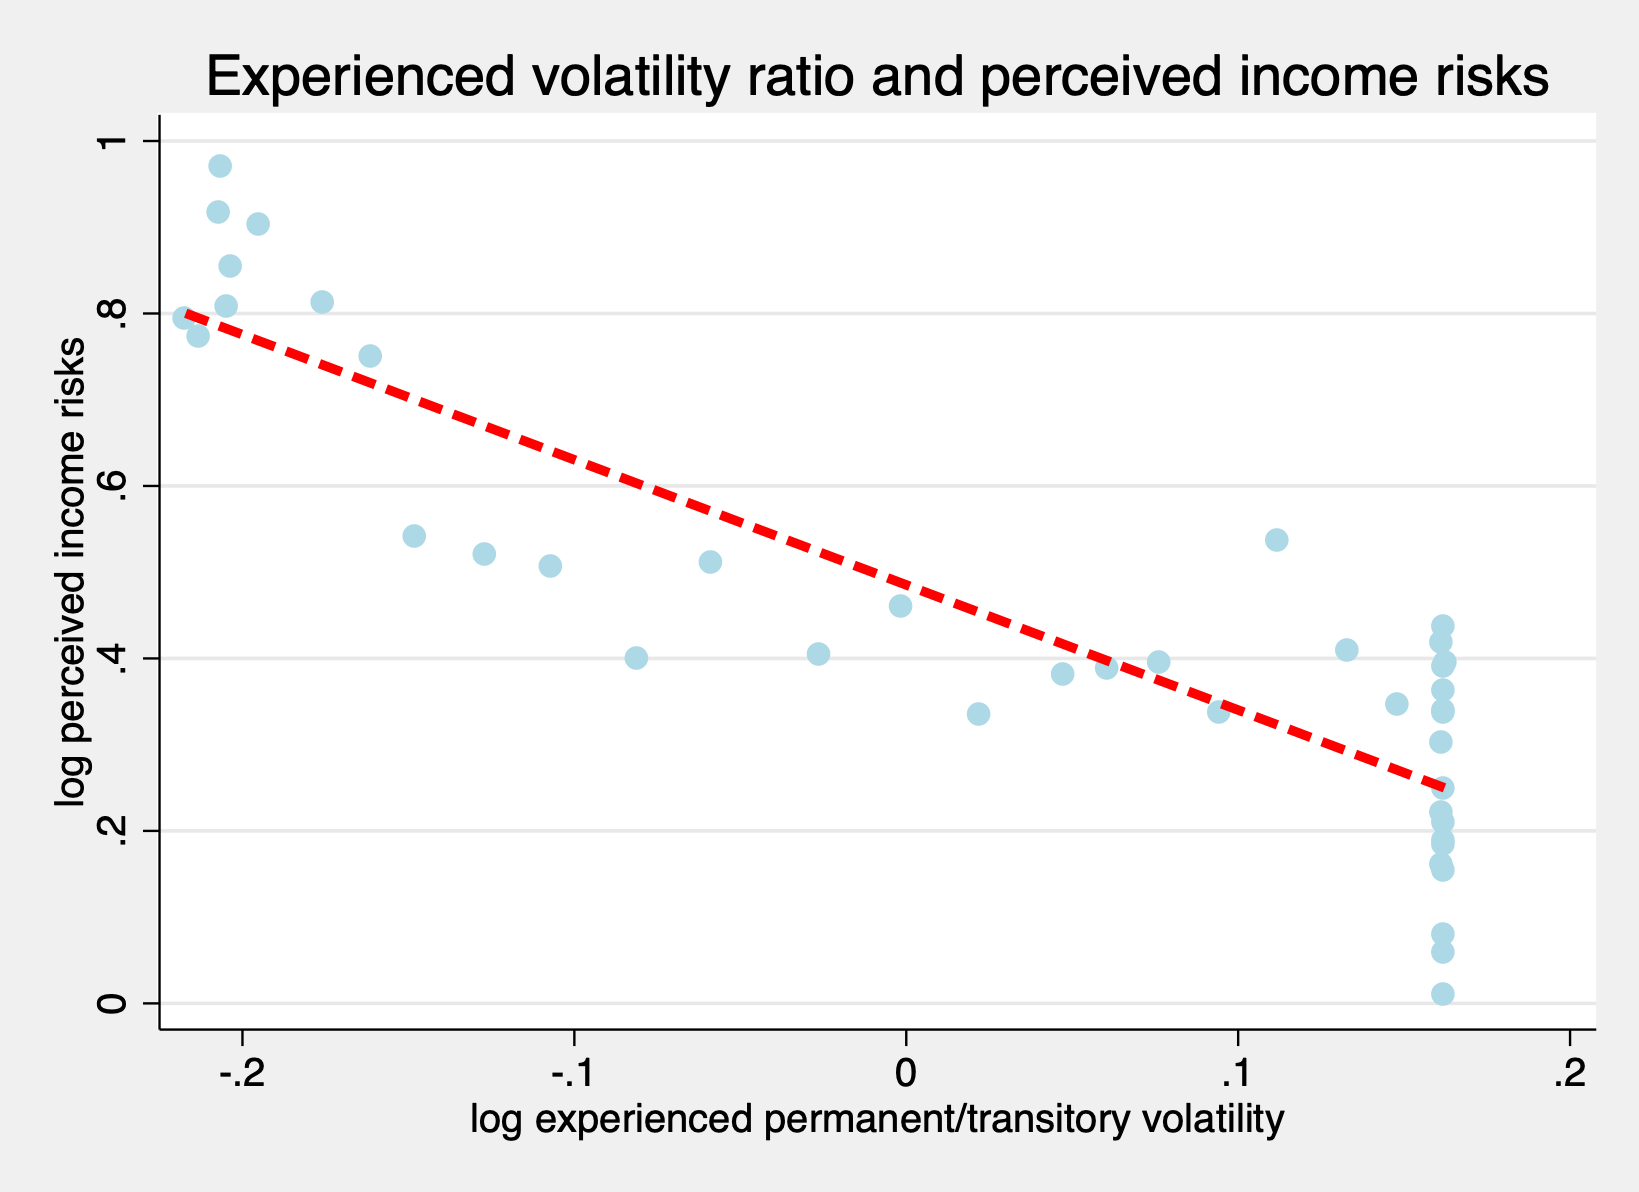 Experienced volatility ratio and perceived income risks
log perceived income risks
1
.8
.6
.4
.2
0
-.2 -.1 0 .1 .2
log experienced permanent/transitory volatility